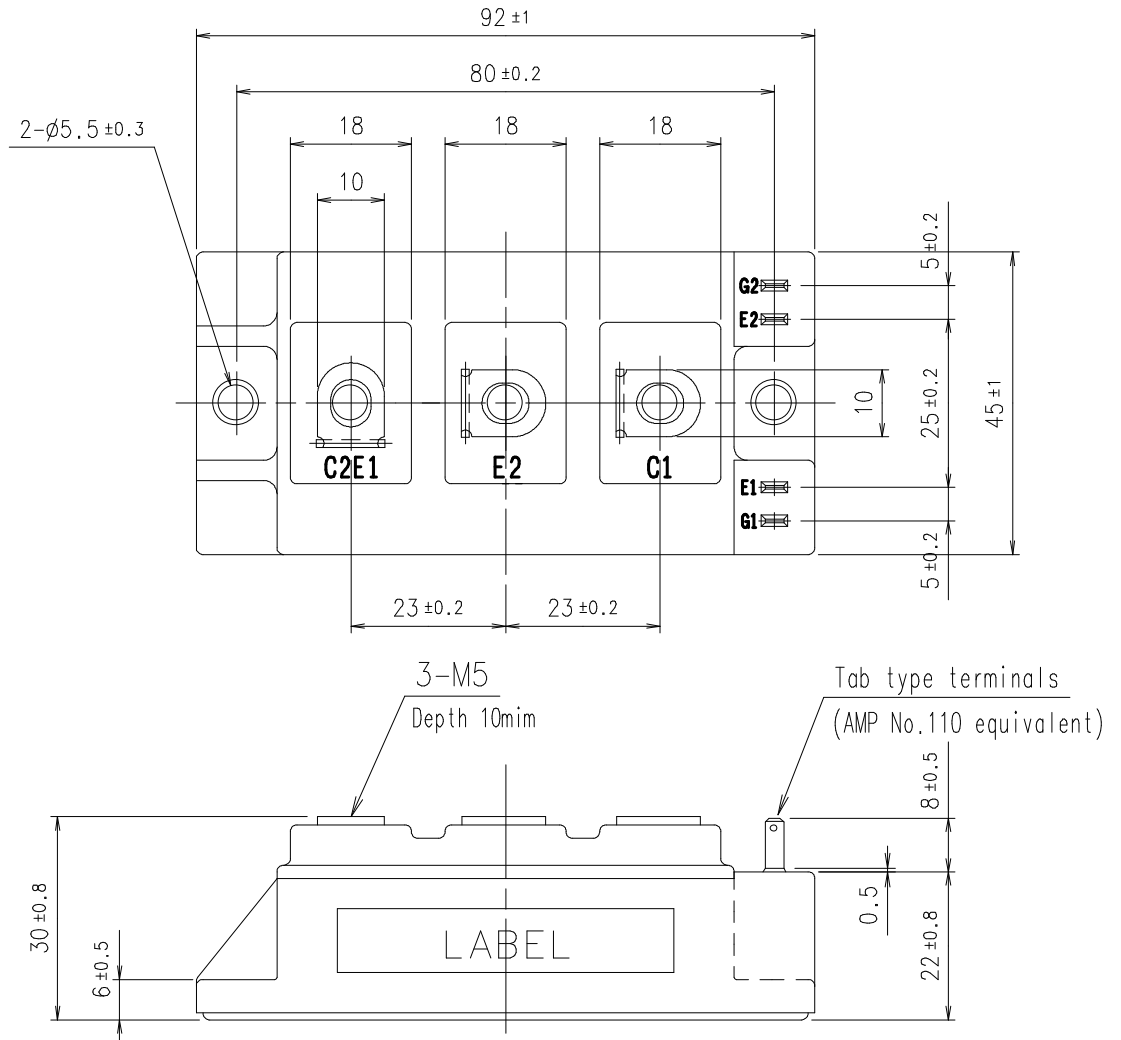 92 ±1
80 ±0.2
2-Ø5.5 ±0.3
18
18
18
10
5 ±0.2
G2
E2
25 ±0.2
45 ±1
10
C2E1
E2
C1
E1
G1
5 ±0.2
23 ±0.2
23 ±0.2
3-M5
Depth 10mim
Tab type terminals
(AMP No.110 equivalent)
8 ±0.5
30 ±0.8
0.5
LABEL
22 ±0.8
6 ±0.5